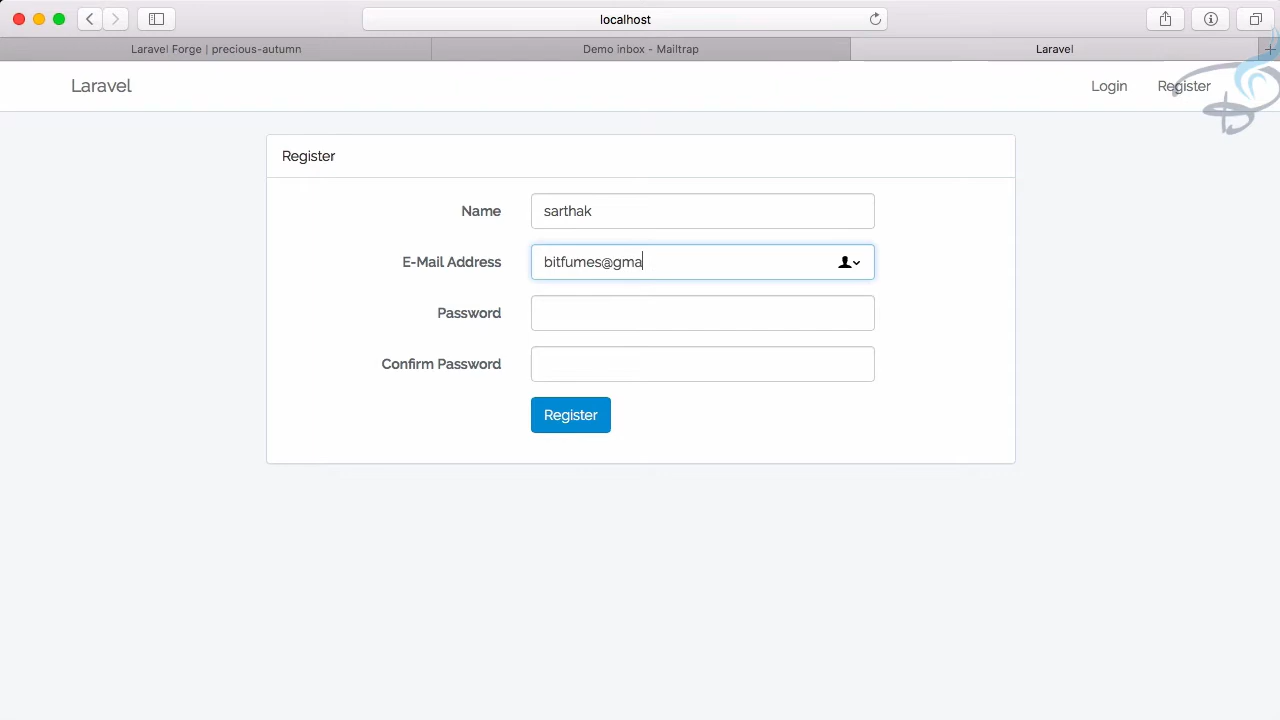 localhost
Laravel Forge | precious-autumn
Demo inbox - Mailtrap
Laravel
Laravel
Login
Register
Register
Name
sarthak
E-Mail Address
bitfumes@gma
Password
Confirm Password
Register